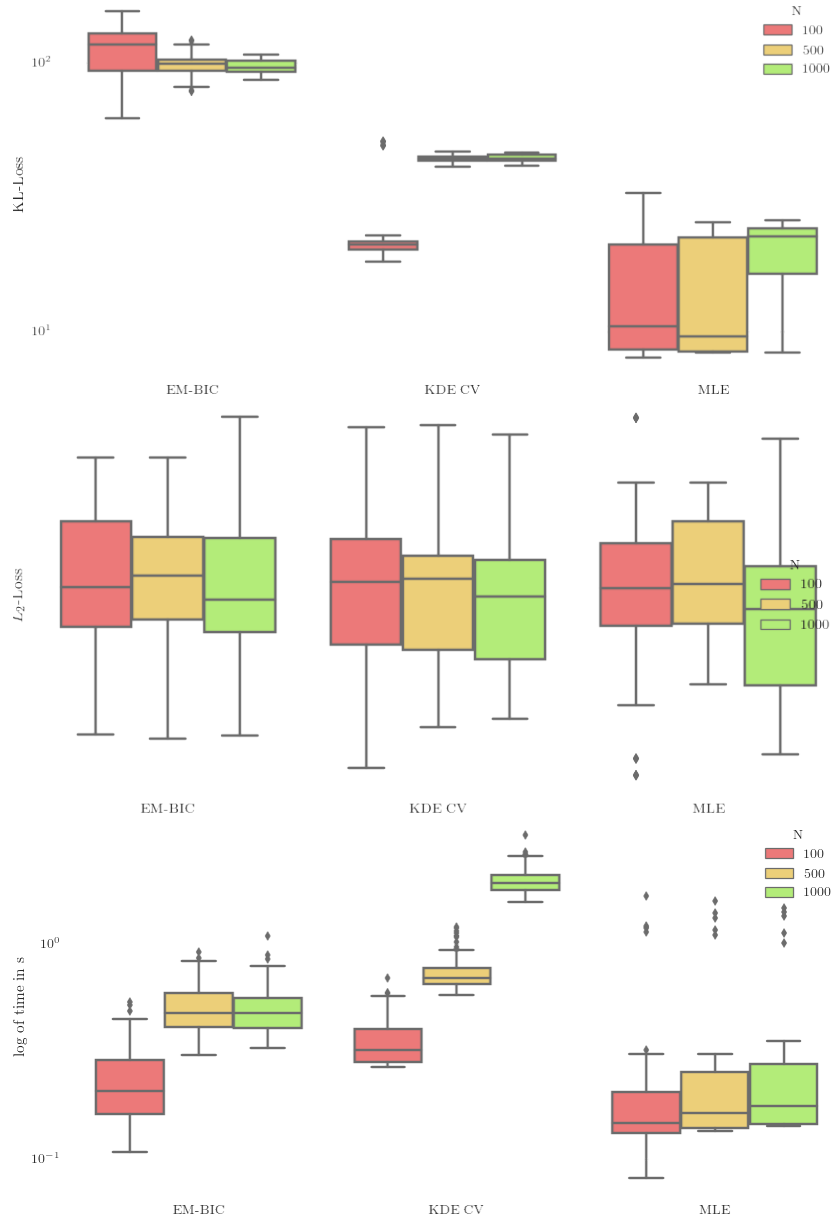 N
100
500
1000
10^2
KL-Loss
10^1
EM-BIC KDE CV MLE
N
100
500
1000
L_2-Loss
EM-BIC KDE CV MLE
N
100
500
1000
10^0
log of time in s
10^-1
EM-BIC KDE CV MLE